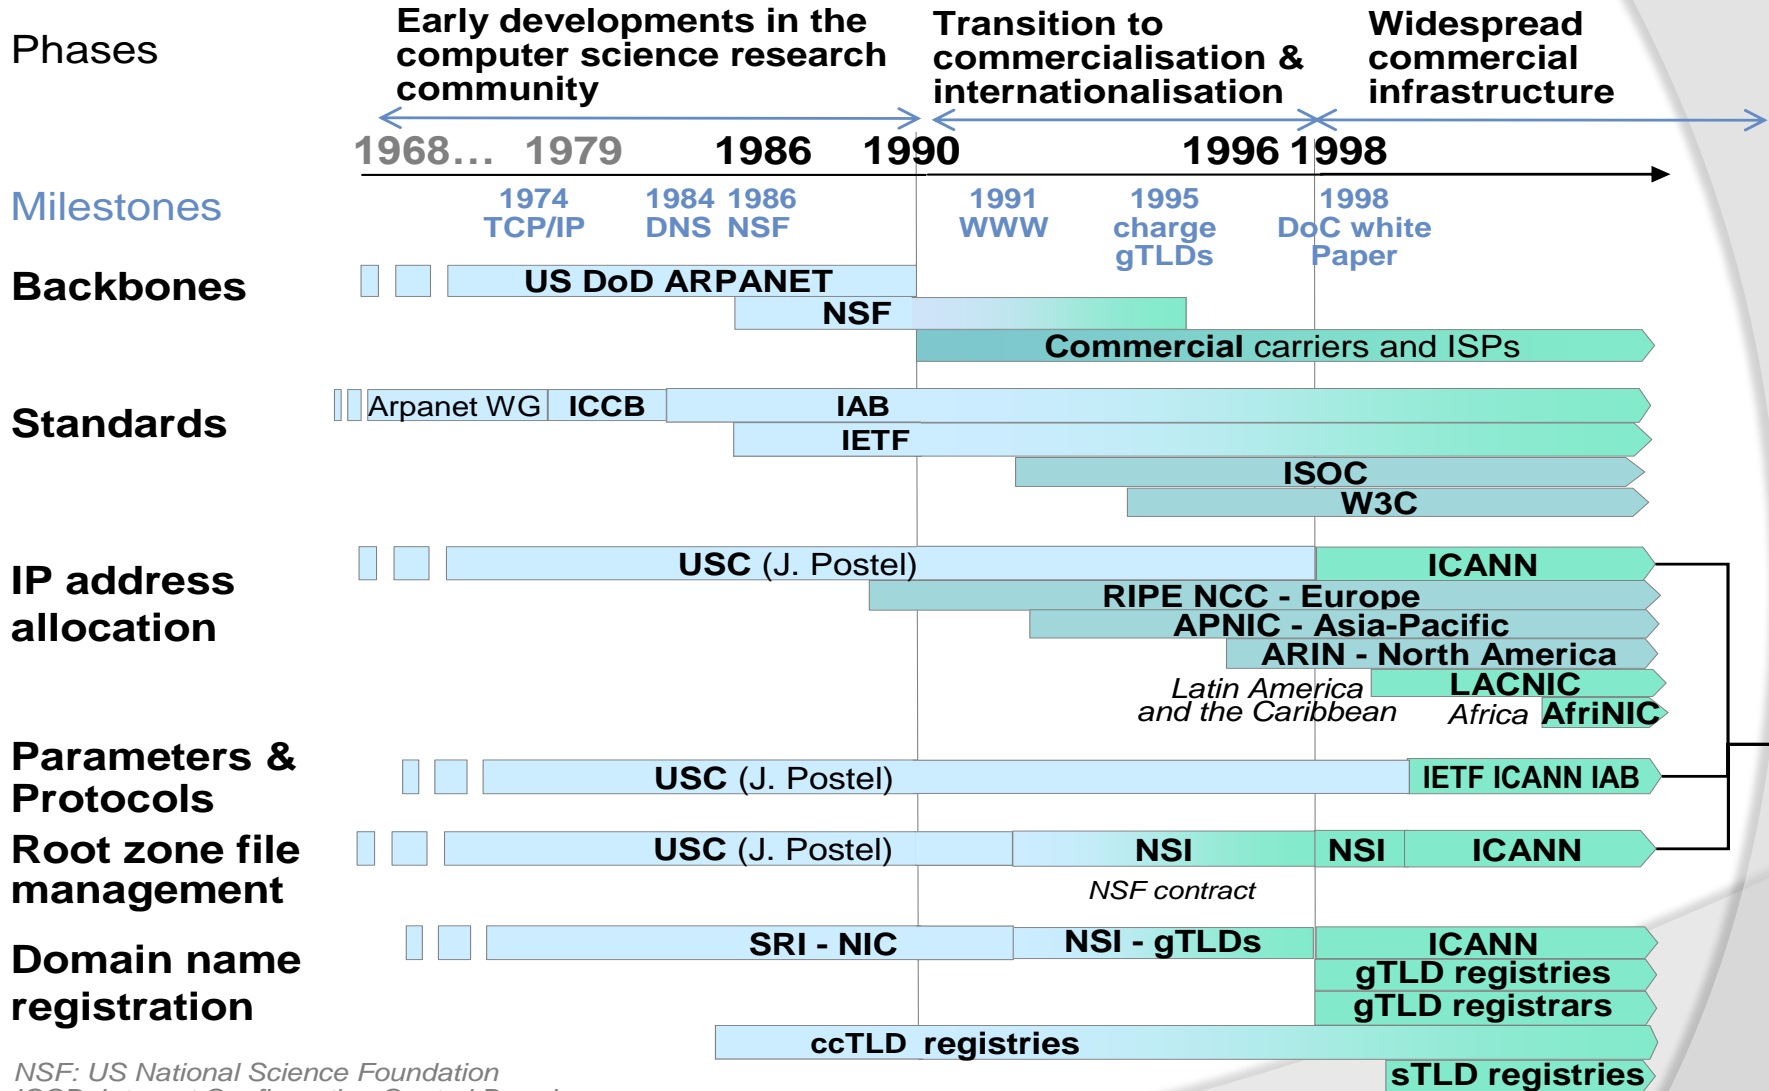 Phases
Early developments in the
computer science research
community
Transition to
commercialisation &
internationalisation
Widespread
commercial
infrastructure
1968... 1979 1986 1990 1996 1998
Milestones
1974
TCP/IP
1984
DNS
1986
NSF
1991
WWW
1995
charge
gTLDs
1998
DoC white
Paper
Backbones
US DoD ARPANET
NSF
Commercial carriers and ISPs
Standards
Arpanet WG
ICCB
IAB
IETF
ISOC
W3C
IP address
allocation
USC (J. Postel)
ICANN
RIPE NCC - Europe
APNIC - Asia-Pacific
ARIN - North America
Latin America
and the Caribbean
LACNIC
Africa
AfriNIC
Parameters &
Protocols
USC (J. Postel)
IETF ICANN IAB
Root zone file
management
USC (J. Postel)
NSI
NSI
ICANN
NSF contract
Domain name
registration
SRI - NIC
NSI - gTLDs
ICANN
gTLD registries
gTLD registrars
ccTLD registries
sTLD registries
NSF: US National Science Foundation